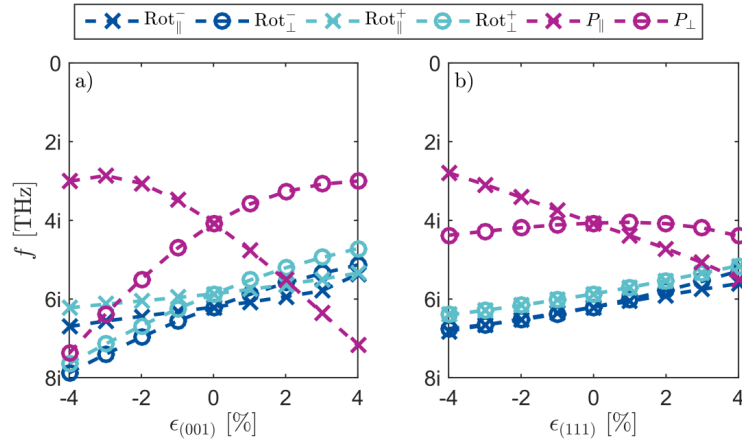 Rot∥⁻ Rot⊥⁻ Rot∥⁺ Rot⊥⁺ P∥ P⊥
a)
b)
f [THz]
0
2i
4i
6i
8i
-4 -2 0 2 4
ϵ(001) [%]
0
2i
4i
6i
8i
-4 -2 0 2 4
ϵ(111) [%]